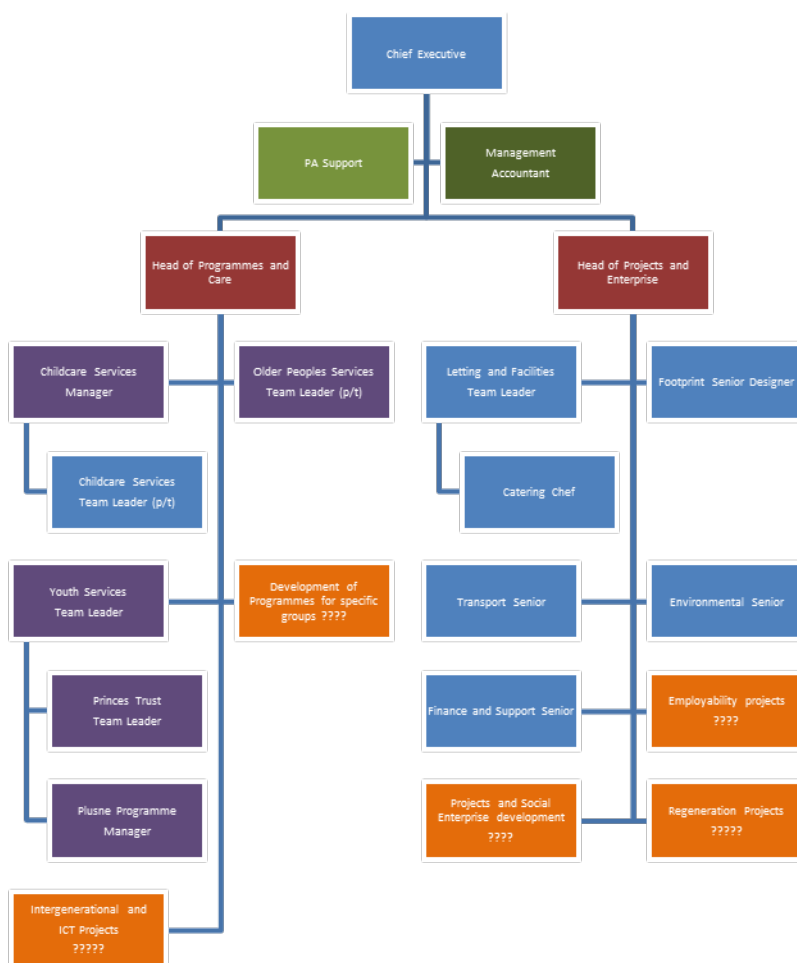 Chief Executive
PA Support
Management
Accountant
Head of Programmes and
Care
Head of Projects and
Enterprise
Childcare Services
Manager
Older Peoples Services
Team Leader (p/t)
Letting and Facilities
Team Leader
Footprint Senior Designer
Childcare Services
Team Leader (p/t)
Catering Chef
Youth Services
Team Leader
Development of
Programmes for specific
groups ????
Transport Senior
Environmental Senior
Princes Trust
Team Leader
Finance and Support Senior
Employability projects
????
Plusne Programme
Manager
Projects and Social
Enterprise development
????
Regeneration Projects
?????
Intergenerational and
ICT Projects
?????